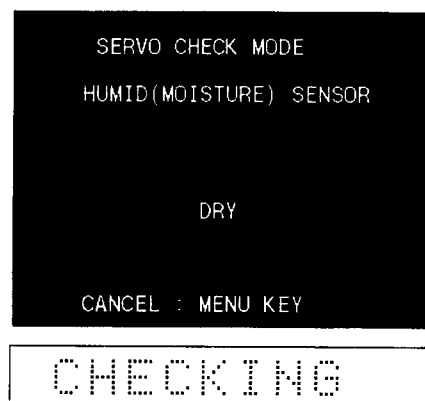 SERVO CHECK MODE
HUMID(MOISTURE) SENSOR
DRY
CANCEL : MENU KEY
CHECKING